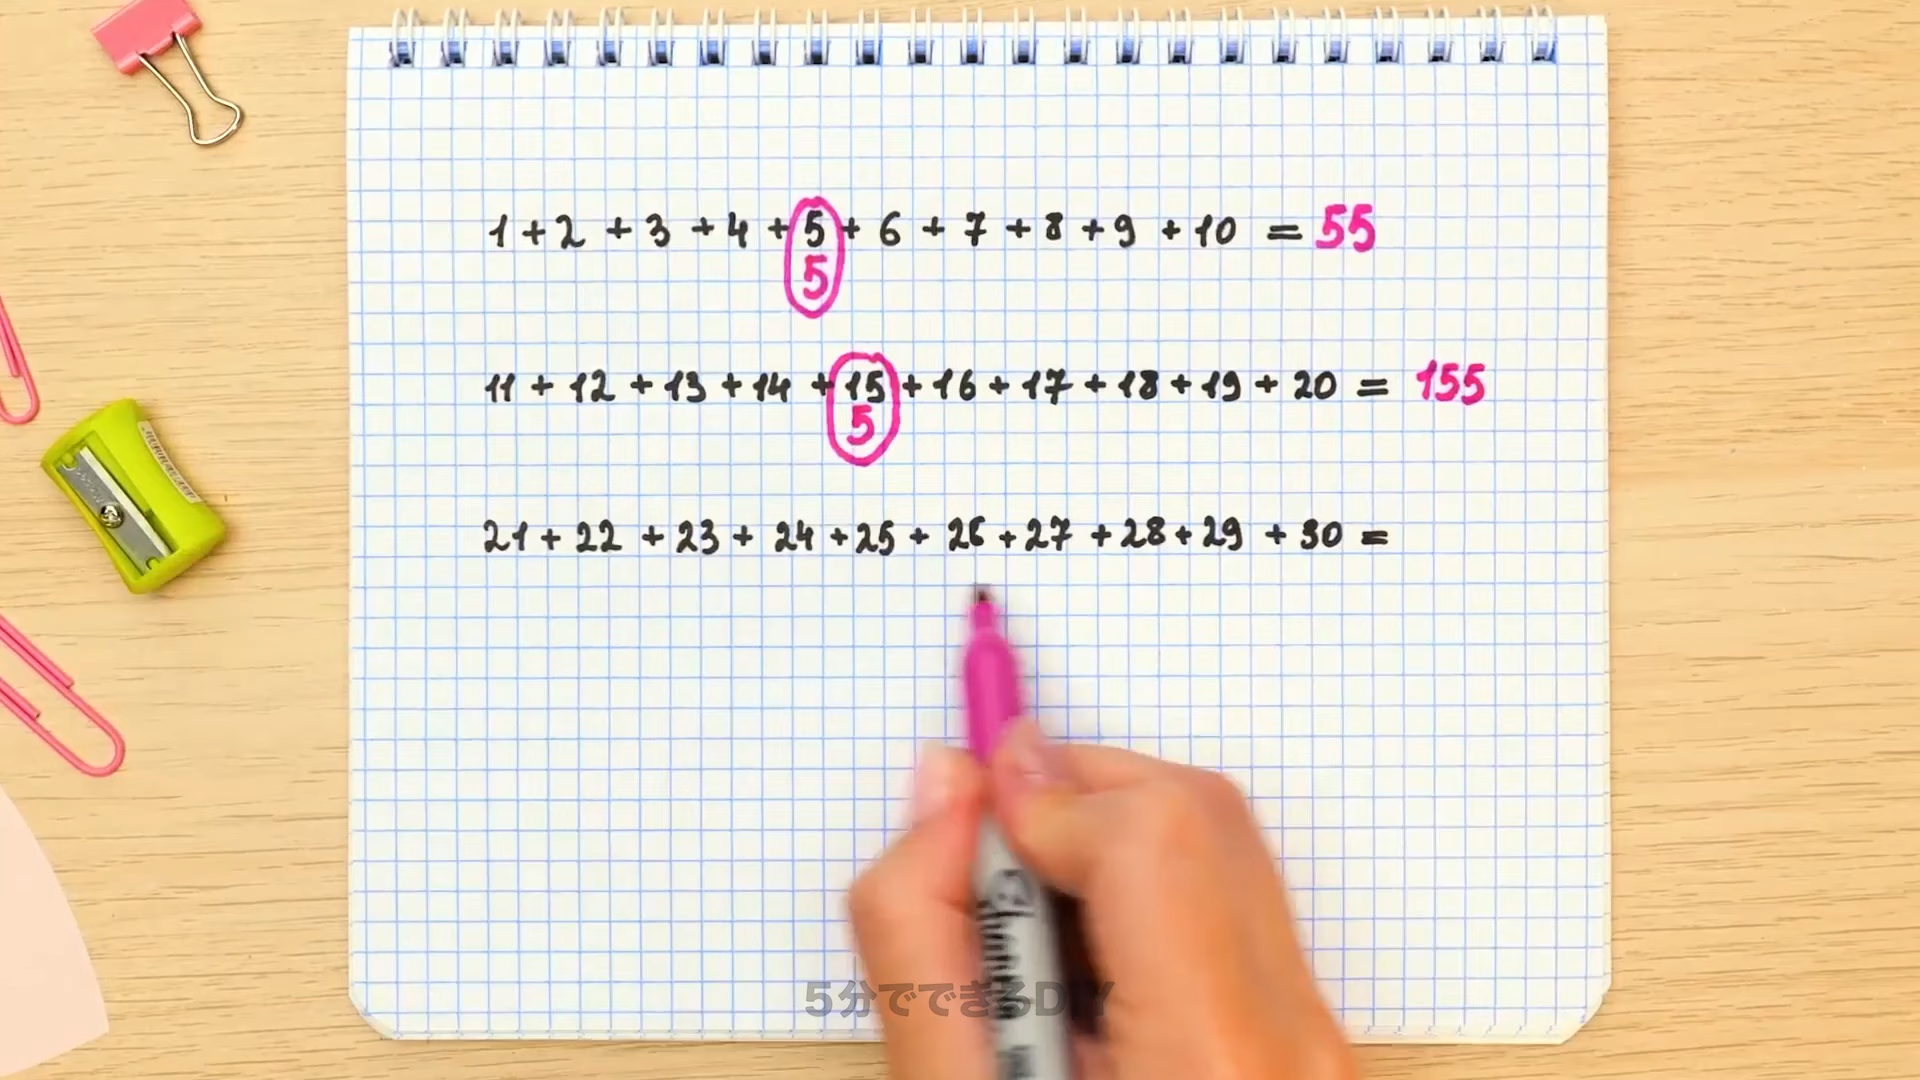 1 + 2 + 3 + 4 + 5 + 6 + 7 + 8 + 9 + 10 = 55
5
11 + 12 + 13 + 14 + 15 + 16 + 17 + 18 + 19 + 20 = 155
5
21 + 22 + 23 + 24 + 25 + 26 + 27 + 28 + 29 + 30 =
5分でできるDIY